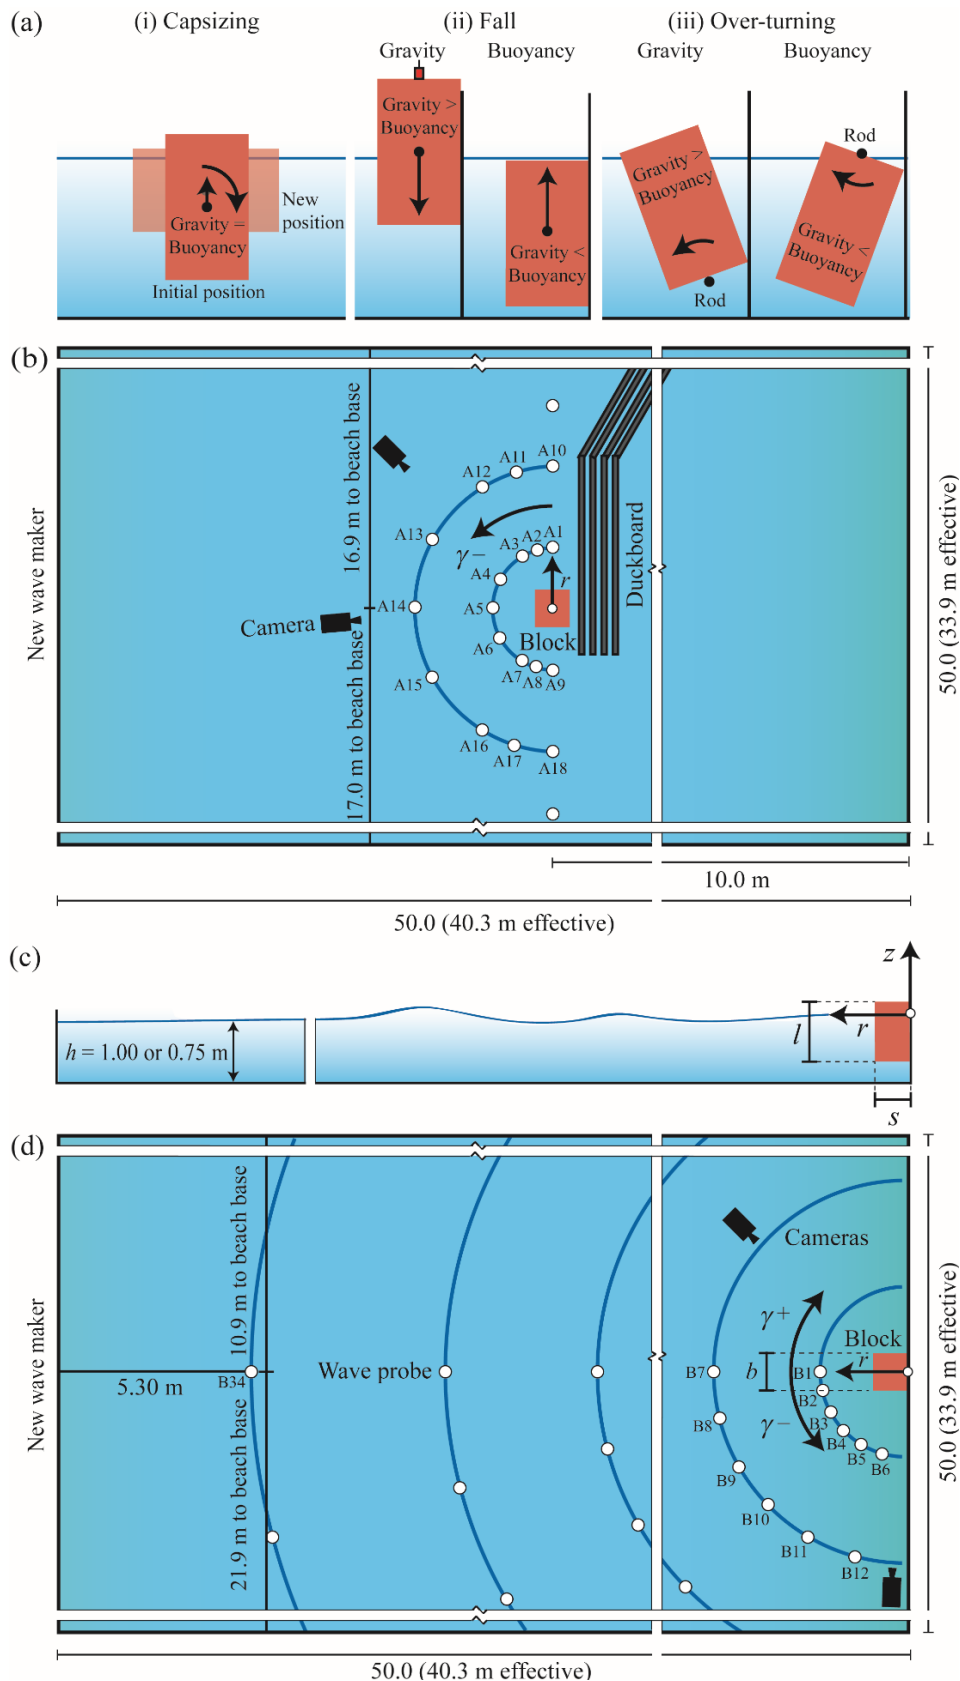 (a)
(i) Capsizing
(ii) Fall
(iii) Over-turning
Gravity
Buoyancy
Gravity
Buoyancy
Gravity >
Buoyancy
Gravity =
Buoyancy
New
position
Initial position
Gravity <
Buoyancy
Gravity >
Buoyancy
Rod
Rod
Gravity <
Buoyancy
(b)
New wave maker
16.9 m to beach base
17.0 m to beach base
Camera
A10
A11
A12
A13
A14
A15
A16
A17
A18
γ−
A1
A2
A3
A4
A5
A6
A7
A8
A9
r
Block
Duckboard
50.0 (33.9 m effective)
10.0 m
50.0 (40.3 m effective)
(c)
h = 1.00 or 0.75 m
z
r
l
s
(d)
New wave maker
10.9 m to beach base
21.9 m to beach base
5.30 m
B34
Wave probe
Cameras
γ+
γ−
b
Block
r
B1
B2
B3
B4
B5
B6
B7
B8
B9
B10
B11
B12
50.0 (33.9 m effective)
50.0 (40.3 m effective)